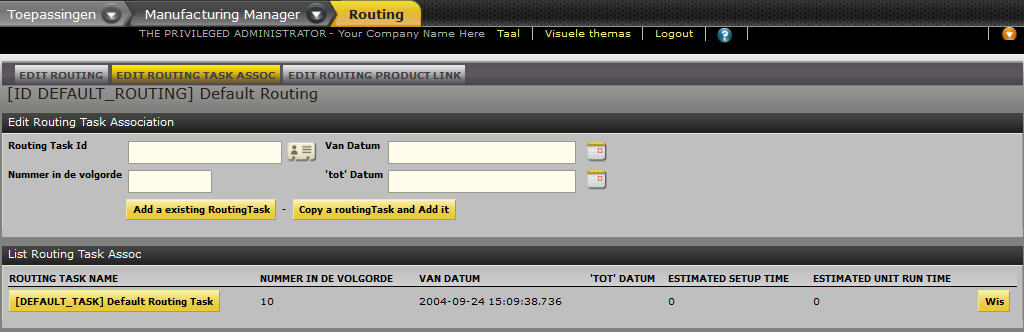 Toepassingen Manufacturing Manager Routing
THE PRIVILEGED ADMINISTRATOR - Your Company Name Here Taal Visuele themas Logout ?
EDIT ROUTING EDIT ROUTING TASK ASSOC EDIT ROUTING PRODUCT LINK
[ID DEFAULT_ROUTING] Default Routing
Edit Routing Task Association
Routing Task Id Van Datum
Nummer in de volgorde 'tot' Datum
Add a existing RoutingTask - Copy a routingTask and Add it
List Routing Task Assoc
ROUTING TASK NAME NUMMER IN DE VOLGORDE VAN DATUM 'TOT' DATUM ESTIMATED SETUP TIME ESTIMATED UNIT RUN TIME
[DEFAULT_TASK] Default Routing Task 10 2004-09-24 15:09:38.736 0 0 Wis